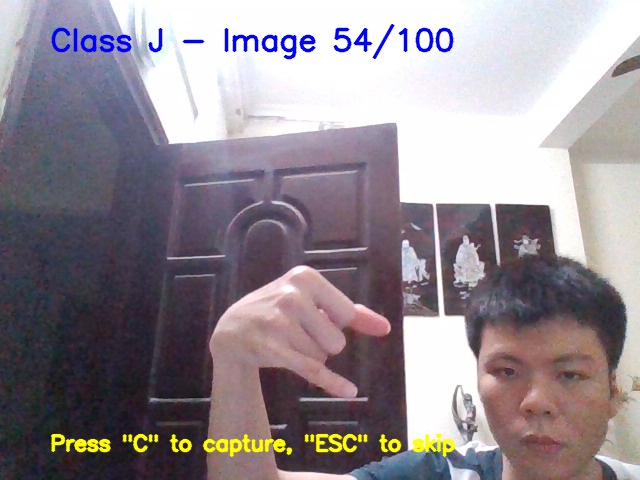 Class J - Image 54/100
Press "C" to capture, "ESC" to skip